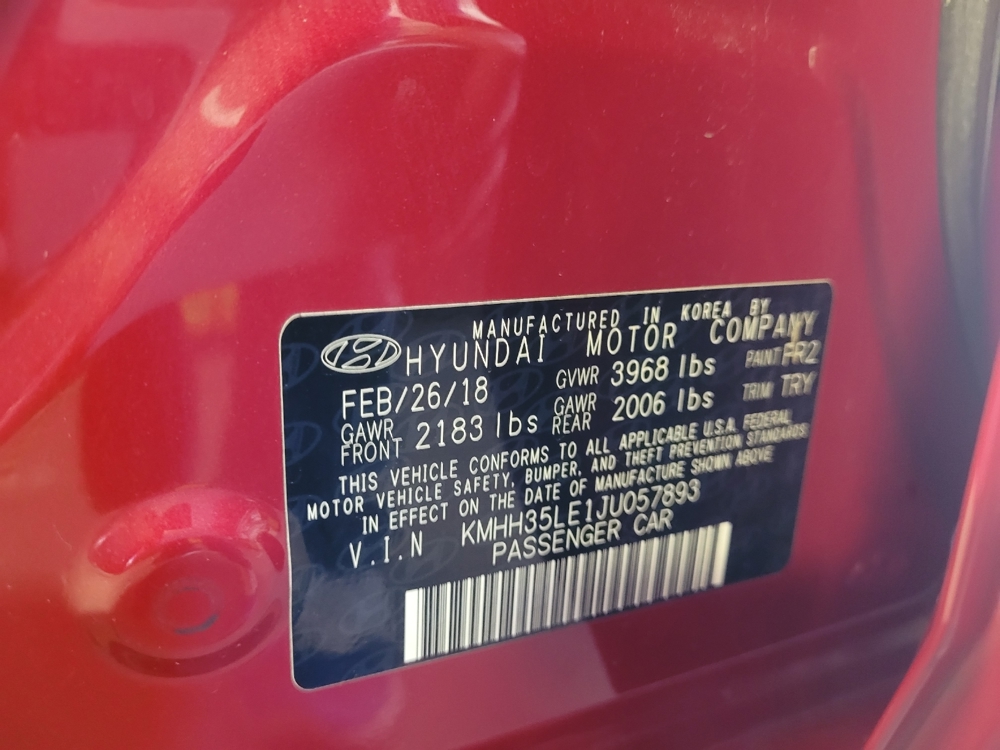 MANUFACTURED IN KOREA BY
HYUNDAI MOTOR COMPANY
FEB/26/18 GVWR 3968 lbs PAINT FR2
GAWR FRONT 2183 lbs GAWR REAR 2006 lbs TRIM TRY
THIS VEHICLE CONFORMS TO ALL APPLICABLE U.S.A. FEDERAL
MOTOR VEHICLE SAFETY, BUMPER, AND THEFT PREVENTION STANDARDS
IN EFFECT ON THE DATE OF MANUFACTURE SHOWN ABOVE
V.I.N KMHH35LE1JU057893
PASSENGER CAR